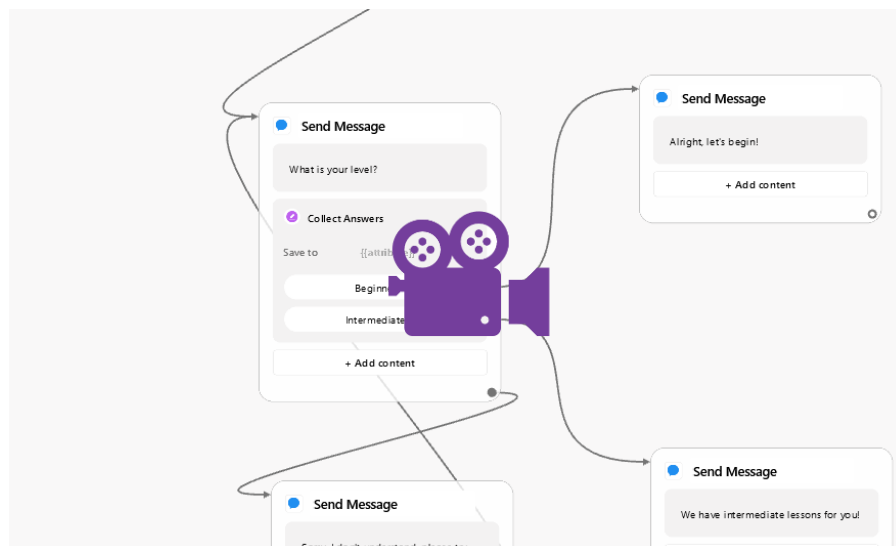 Send Message
What is your level?
Collect Answers
Save to
Intermediate
+ Add content
Send Message
Alright, let's begin!
+ Add content
Send Message
Send Message
We have intermediate lessons for you!